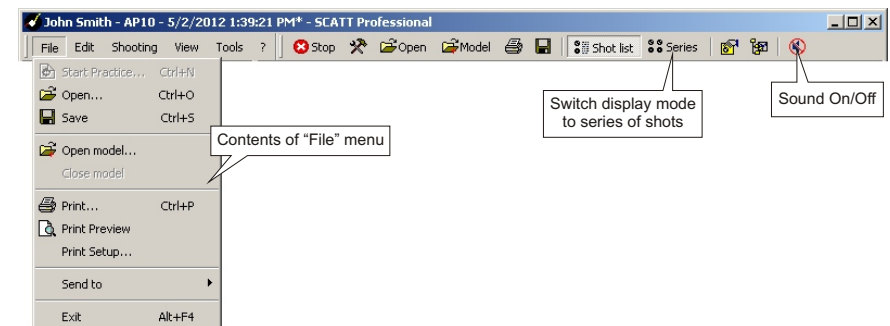 John Smith - AP10 - 5/2/2012 1:39:21 PM* - SCATT Professional
File Edit Shooting View Tools ? Stop Open Model Shot list Series
Start Practice... Ctrl+N
Open... Ctrl+O
Save Ctrl+S
Open model...
Close model
Print... Ctrl+P
Print Preview
Print Setup...
Send to
Exit Alt+F4
Contents of “File” menu
Switch display mode
to series of shots
Sound On/Off